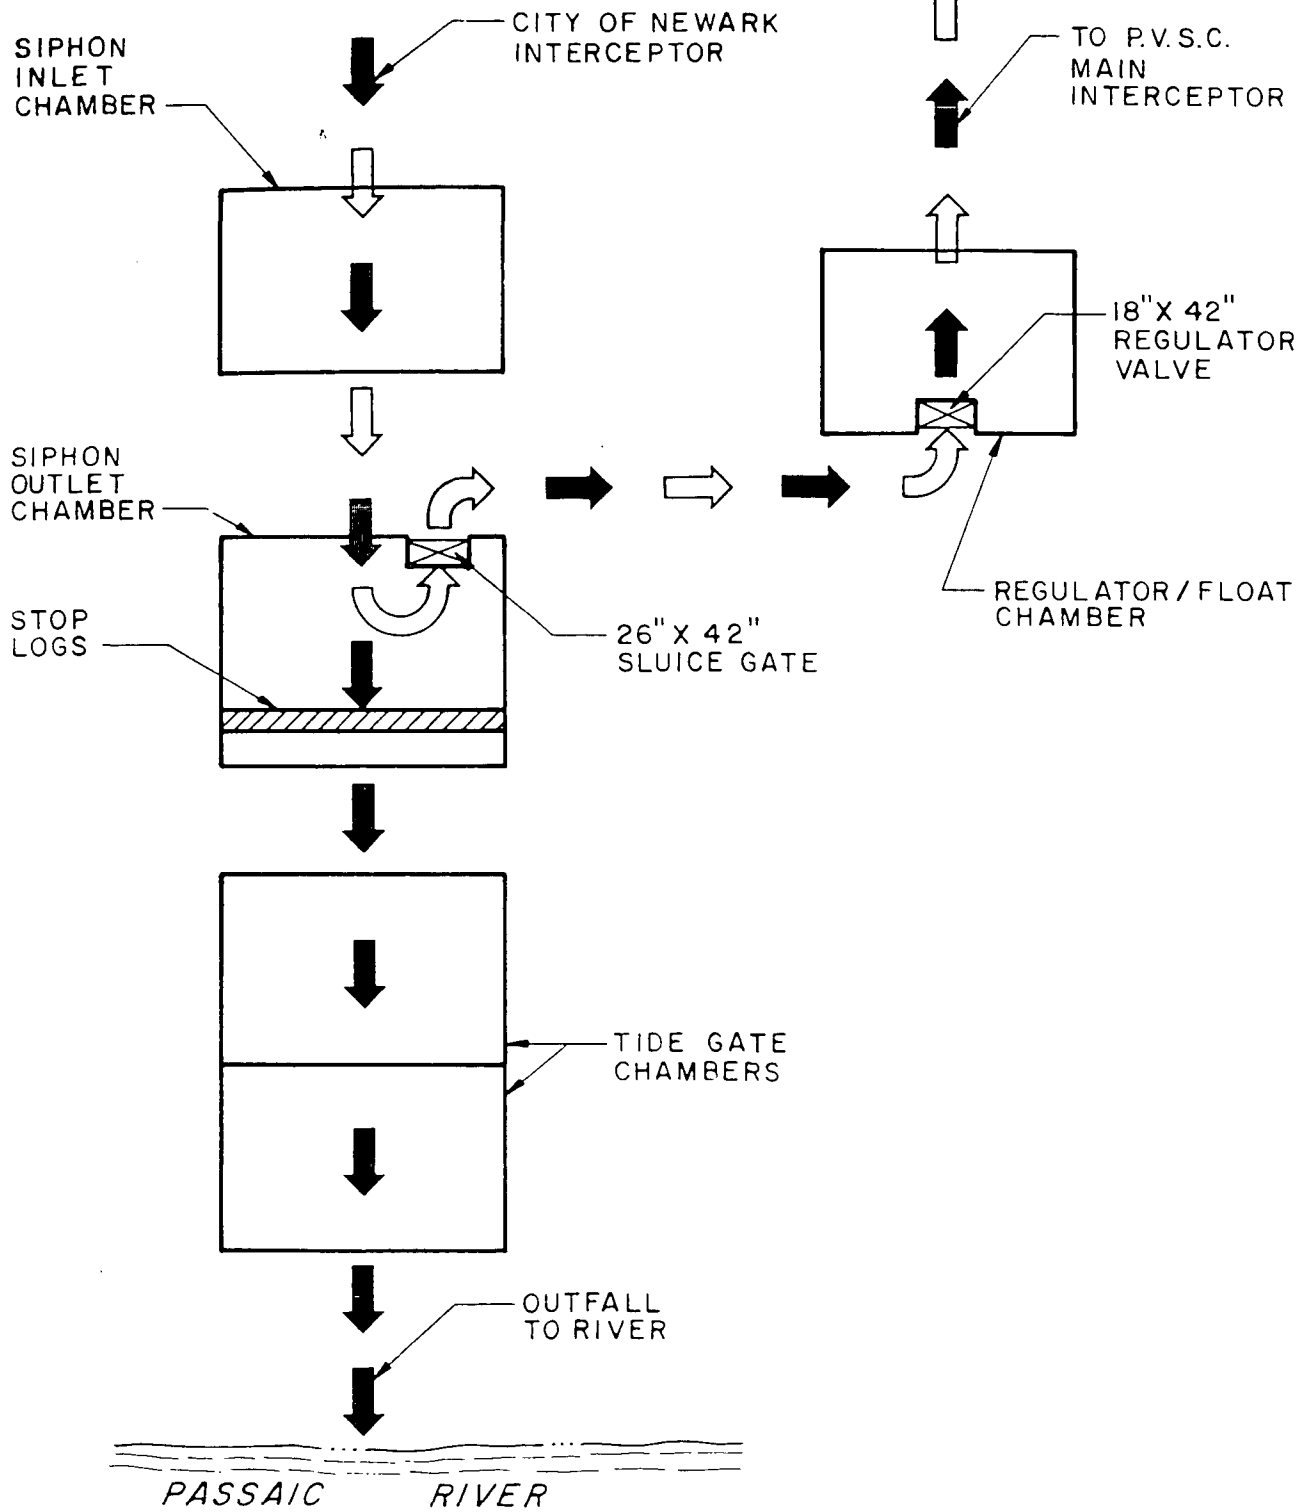 CITY OF NEWARK
INTERCEPTOR
SIPHON
INLET
CHAMBER
TO P.V.S.C.
MAIN
INTERCEPTOR
18" X 42"
REGULATOR
VALVE
SIPHON
OUTLET
CHAMBER
STOP
LOGS
26" X 42"
SLUICE GATE
REGULATOR / FLOAT
CHAMBER
TIDE GATE
CHAMBERS
OUTFALL
TO RIVER
PASSAIC RIVER